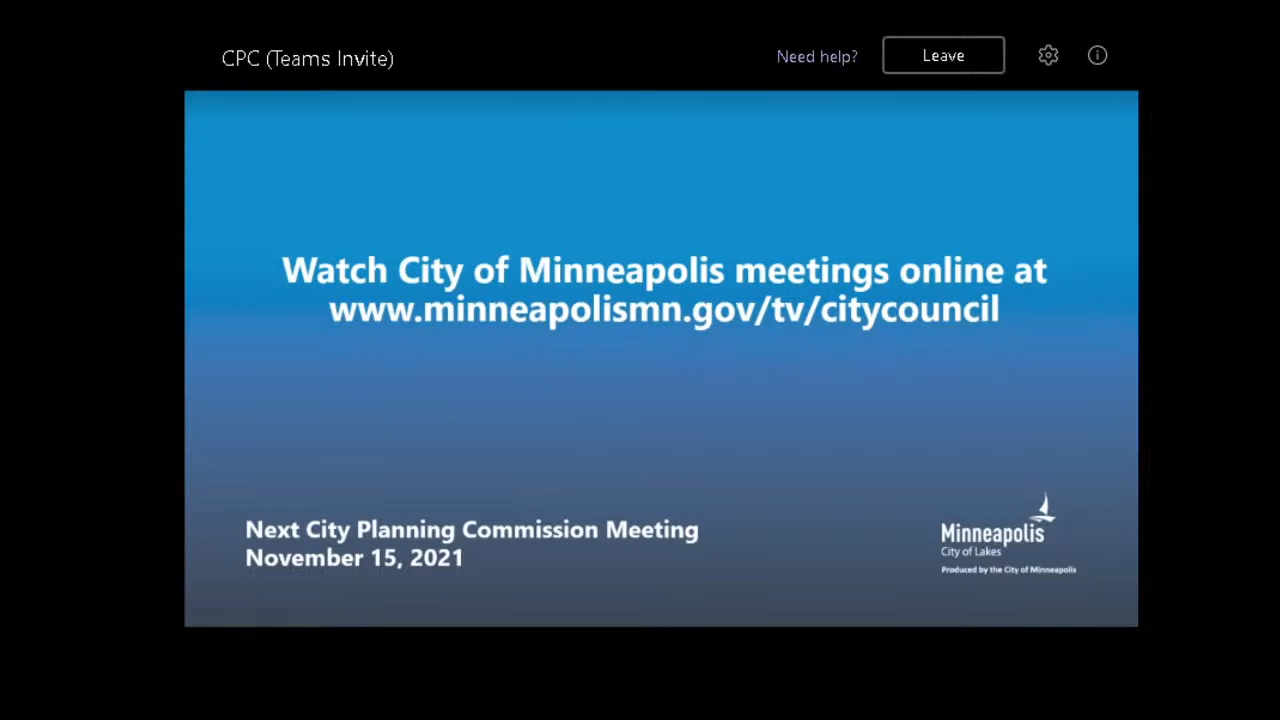 CPC (Teams Invite)
Need help?
Leave
Watch City of Minneapolis meetings online at
www.minneapolismn.gov/tv/citycouncil
Next City Planning Commission Meeting
November 15, 2021
Minneapolis
City of Lakes
Produced by the City of Minneapolis